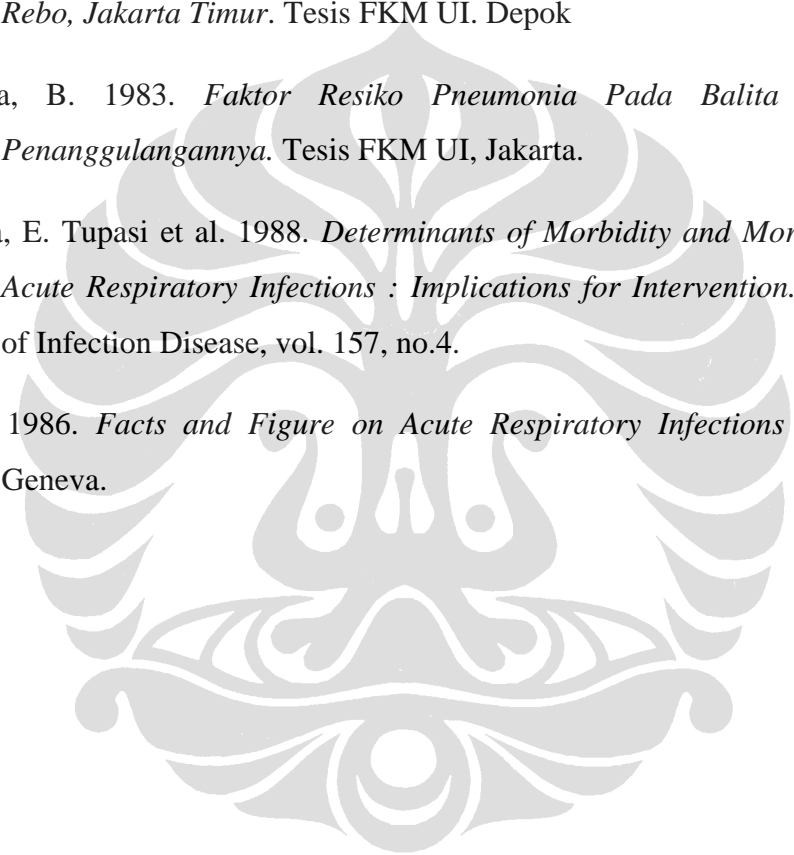 Rebo, Jakarta Timur. Tesis FKM UI. Depok
a, B. 1983. Faktor Resiko Pneumonia Pada Balita
Penanggulangannya. Tesis FKM UI, Jakarta.
, E. Tupasi et al. 1988. Determinants of Morbidity and Mor
Acute Respiratory Infections : Implications for Intervention.
of Infection Disease, vol. 157, no.4.
1986. Facts and Figure on Acute Respiratory Infections
Geneva.